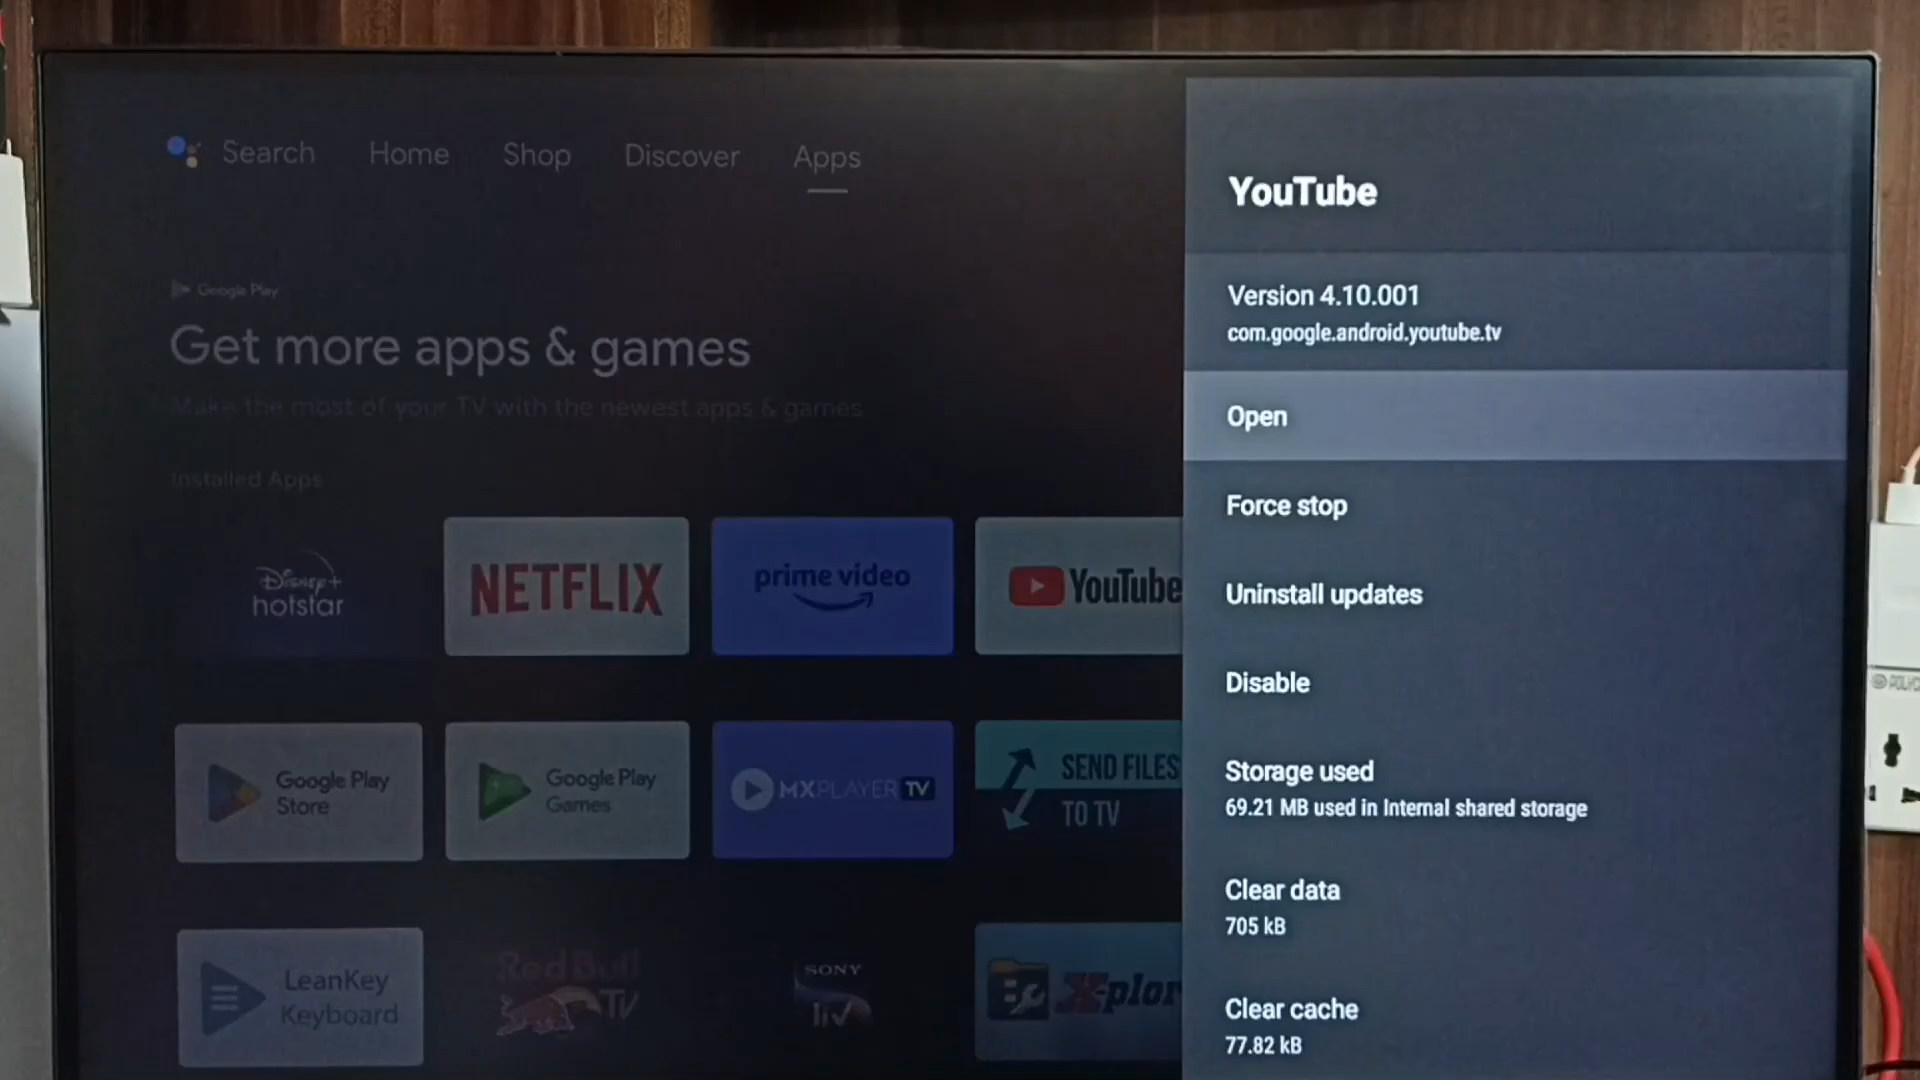 Search Home Shop Discover Apps
Google Play
Get more apps & games
Make the most of your TV with the newest apps & games
Installed Apps
Disney+
hotstar
NETFLIX
prime video
YouTube
Google Play
Store
Google Play
Games
MXPLAYER TV
SEND FILES
TO TV
LeanKey
Keyboard
Red Bull
TV
SONY
liv
X-plor
YouTube
Version 4.10.001
com.google.android.youtube.tv
Open
Force stop
Uninstall updates
Disable
Storage used
69.21 MB used in Internal shared storage
Clear data
705 kB
Clear cache
77.82 kB